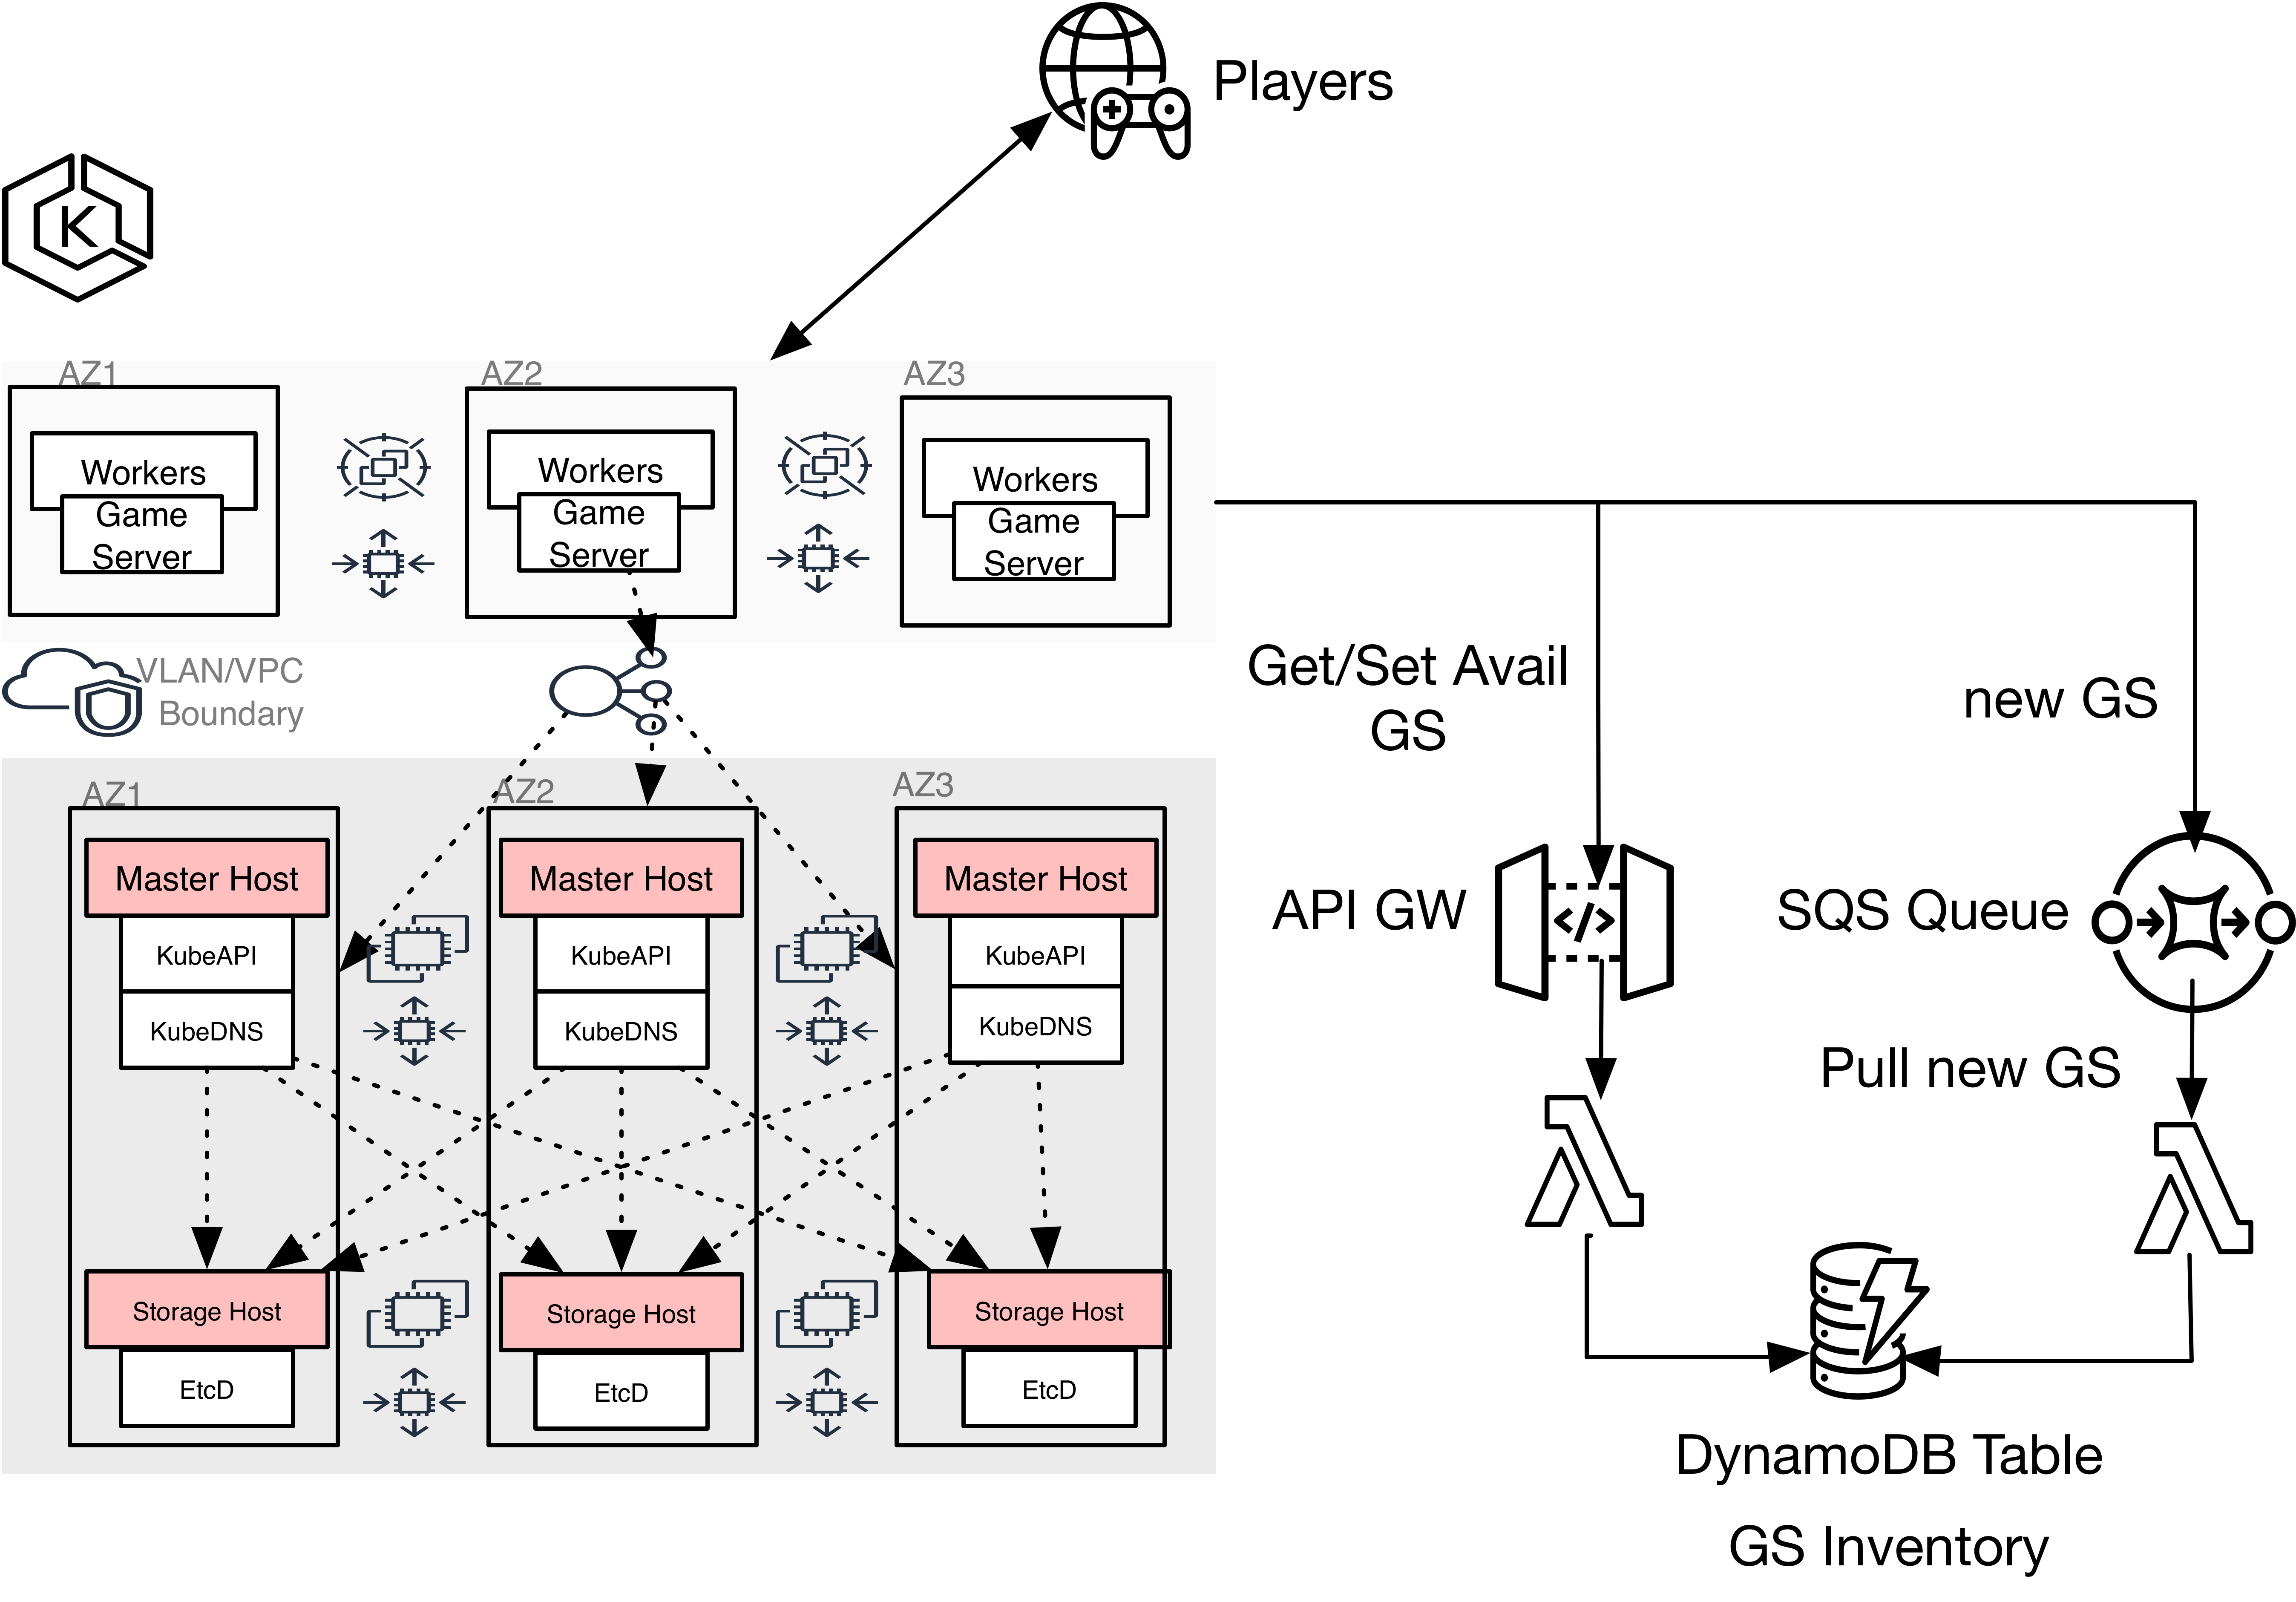 Players
K
AZ1
AZ2
AZ3
Workers
Game
Server
Workers
Game
Server
Workers
Game
Server
VLAN/VPC
Boundary
Get/Set Avail
GS
new GS
AZ1
AZ2
AZ3
Master Host
KubeAPI
KubeDNS
Master Host
KubeAPI
KubeDNS
Master Host
KubeAPI
KubeDNS
API GW
</>
SQS Queue
Pull new GS
Storage Host
EtcD
Storage Host
EtcD
Storage Host
EtcD
DynamoDB Table
GS Inventory